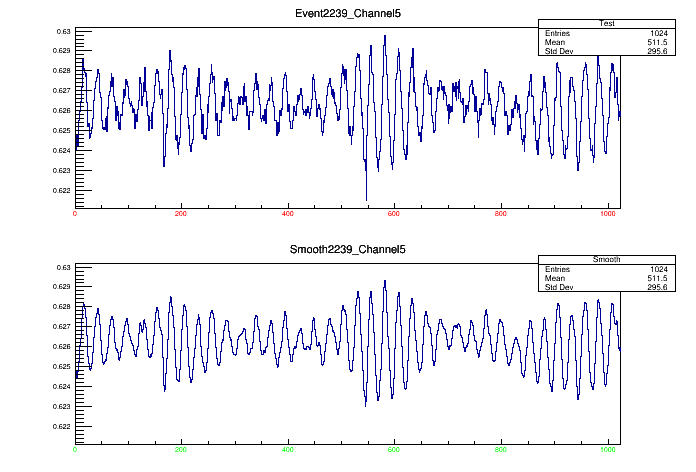 Event2239_Channel5
Test
Entries 1024
Mean 511.5
Std Dev 295.6
0.63
0.629
0.628
0.627
0.626
0.625
0.624
0.623
0.622
0 200 400 600 800 1000
Smooth2239_Channel5
Smooth
Entries 1024
Mean 511.5
Std Dev 295.6
0.63
0.629
0.628
0.627
0.626
0.625
0.624
0.623
0.622
0 200 400 600 800 1000